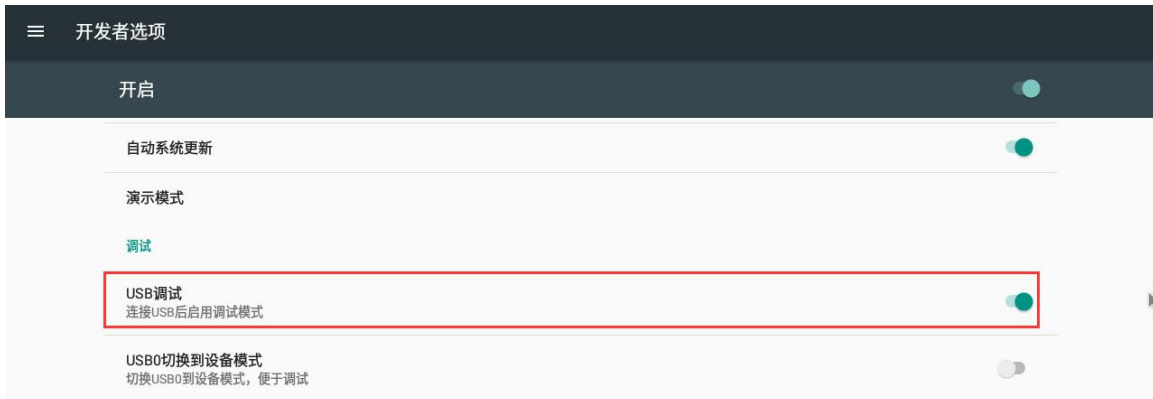 开发者选项
开启
自动系统更新
演示模式
调试
USB调试
连接USB后启用调试模式
USB0切换到设备模式
切换USB0到设备模式，便于调试